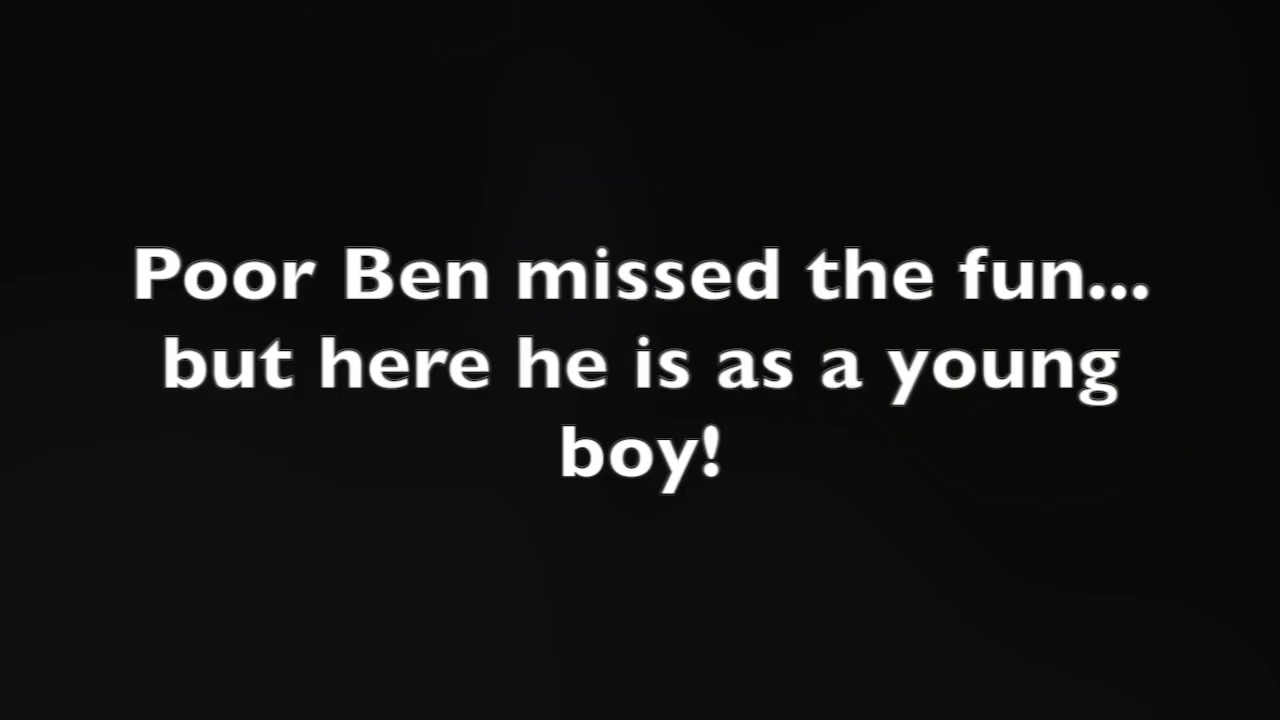 Poor Ben missed the fun...
but here he is as a young
boy!